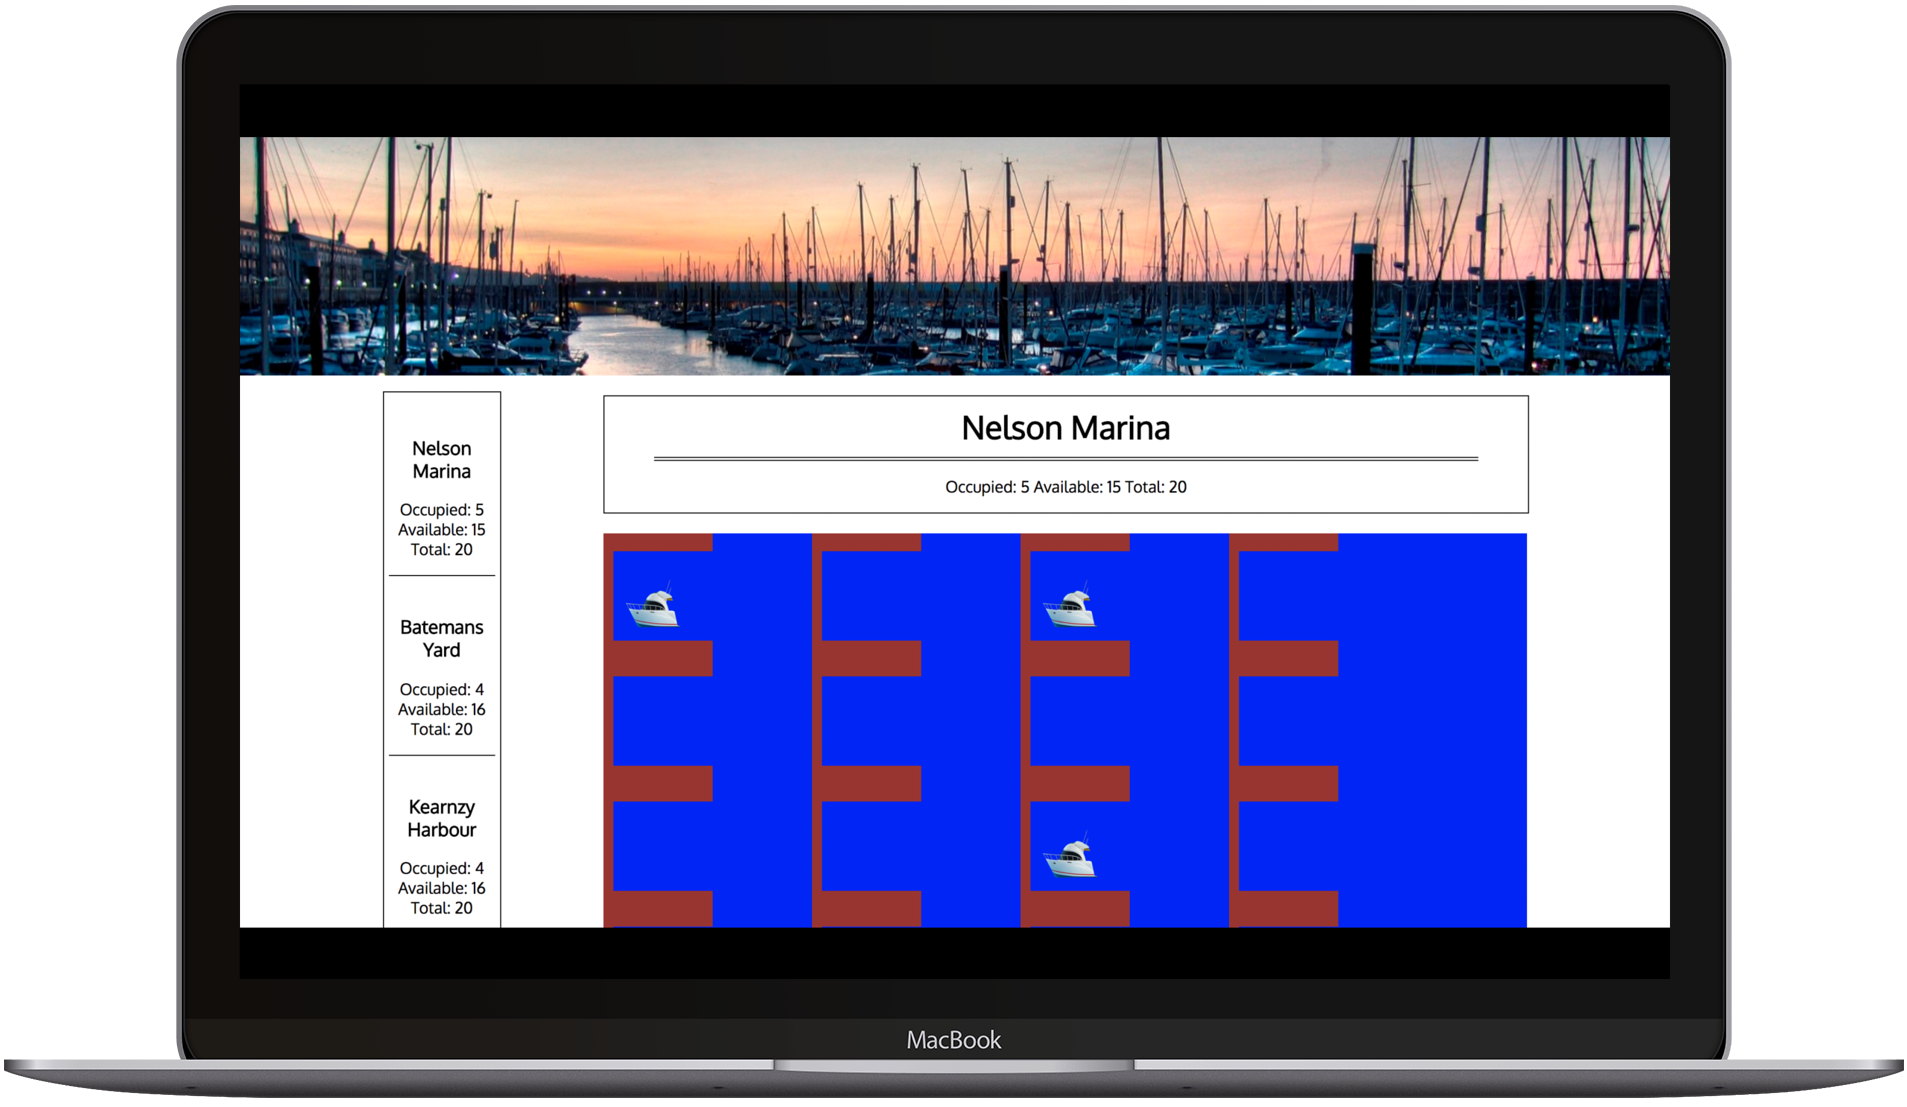 Nelson
Marina
Occupied: 5
Available: 15
Total: 20
Batemans
Yard
Occupied: 4
Available: 16
Total: 20
Kearnzy
Harbour
Occupied: 4
Available: 16
Total: 20
Nelson Marina
Occupied: 5 Available: 15 Total: 20
MacBook